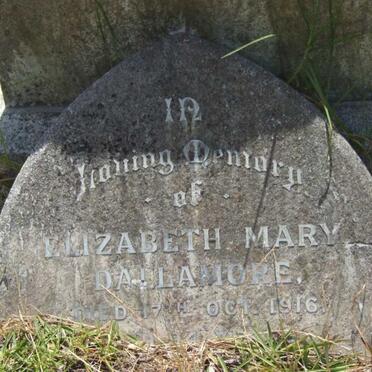 IN
Loving Memory
of
ELIZABETH MARY
DALLAMORE,
DIED 17TH OCT. 1916.